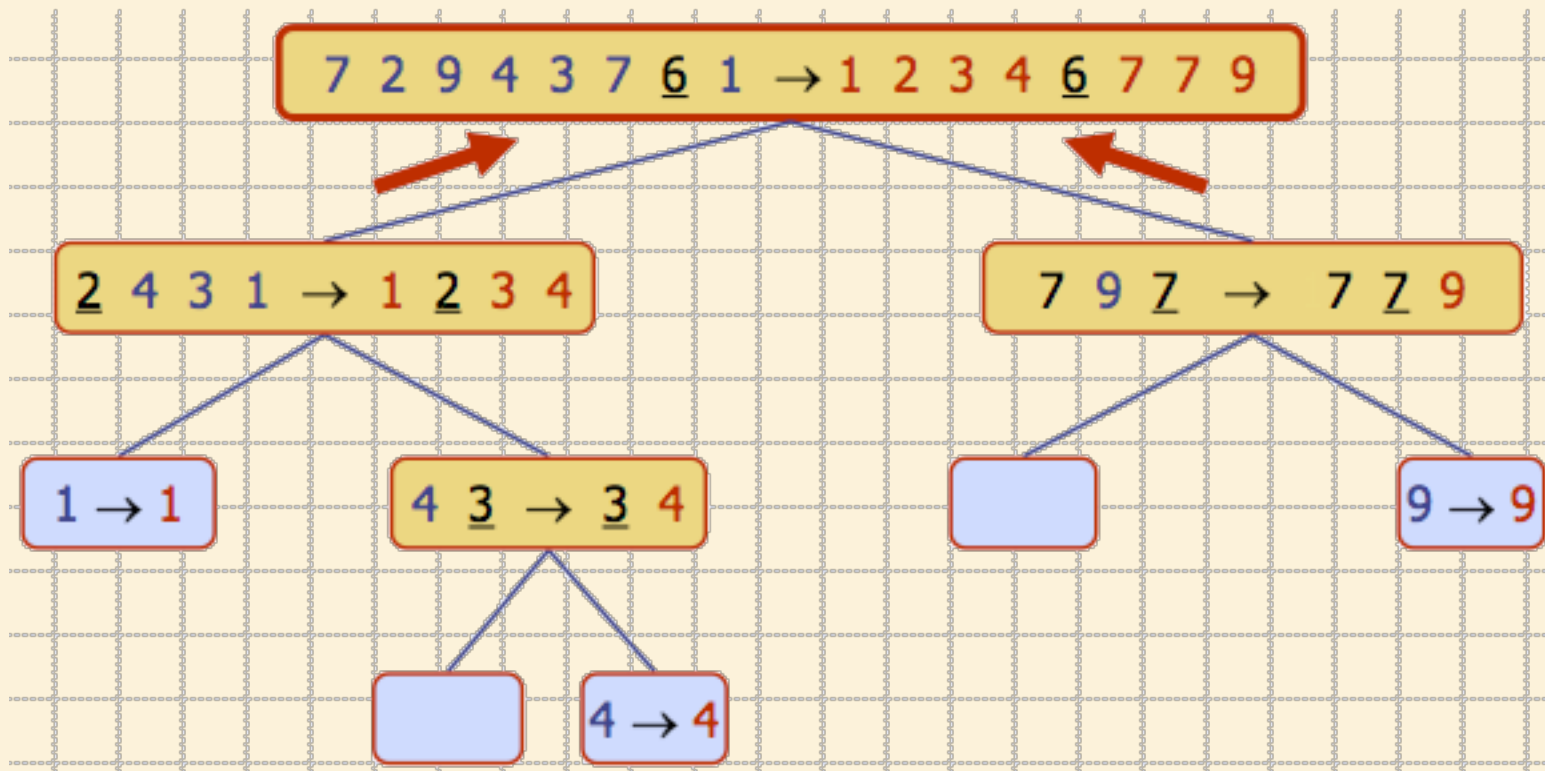 7 2 9 4 3 7 6 1 → 1 2 3 4 6 7 7 9
2 4 3 1 → 1 2 3 4
7 9 7 → 7 7 9
1 → 1
4 3 → 3 4
9 → 9
4 → 4